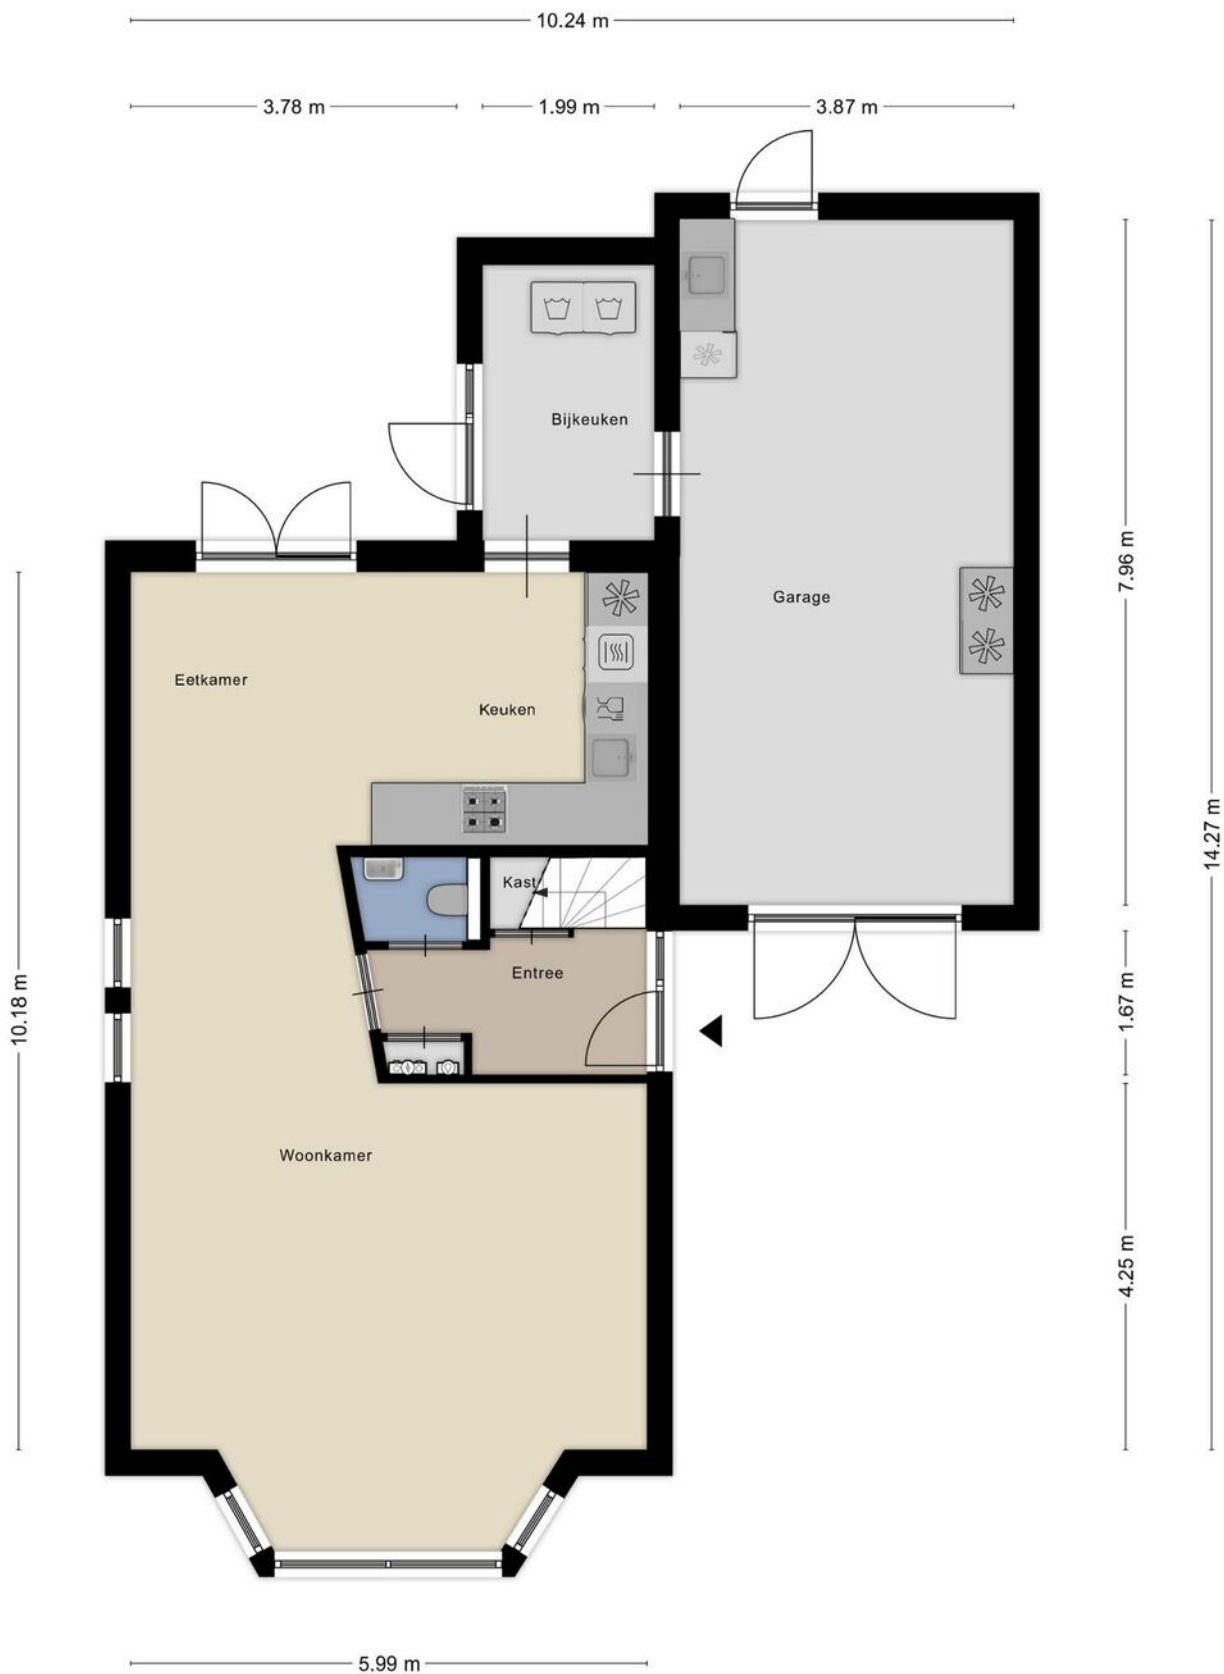 10.24 m
3.78 m
1.99 m
3.87 m
Bijkeuken
7.96 m
Garage
Eetkamer
Keuken
14.27 m
Kast
Entree
10.18 m
1.67 m
Woonkamer
4.25 m
5.99 m